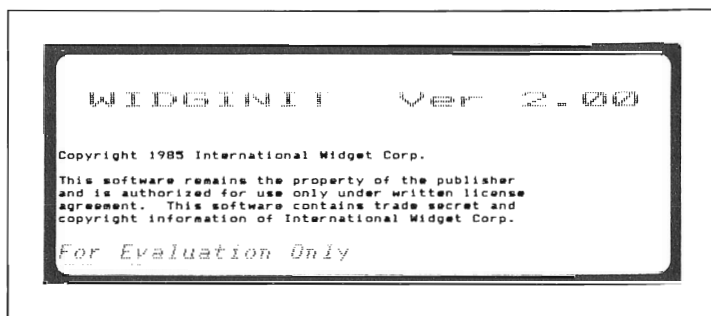 WIDGINIT Ver 2.00
Copyright 1985 International Widget Corp.
This software remains the property of the publisher
and is authorized for use only under written license
agreement. This software contains trade secret and
copyright information of International Widget Corp.
For Evaluation Only